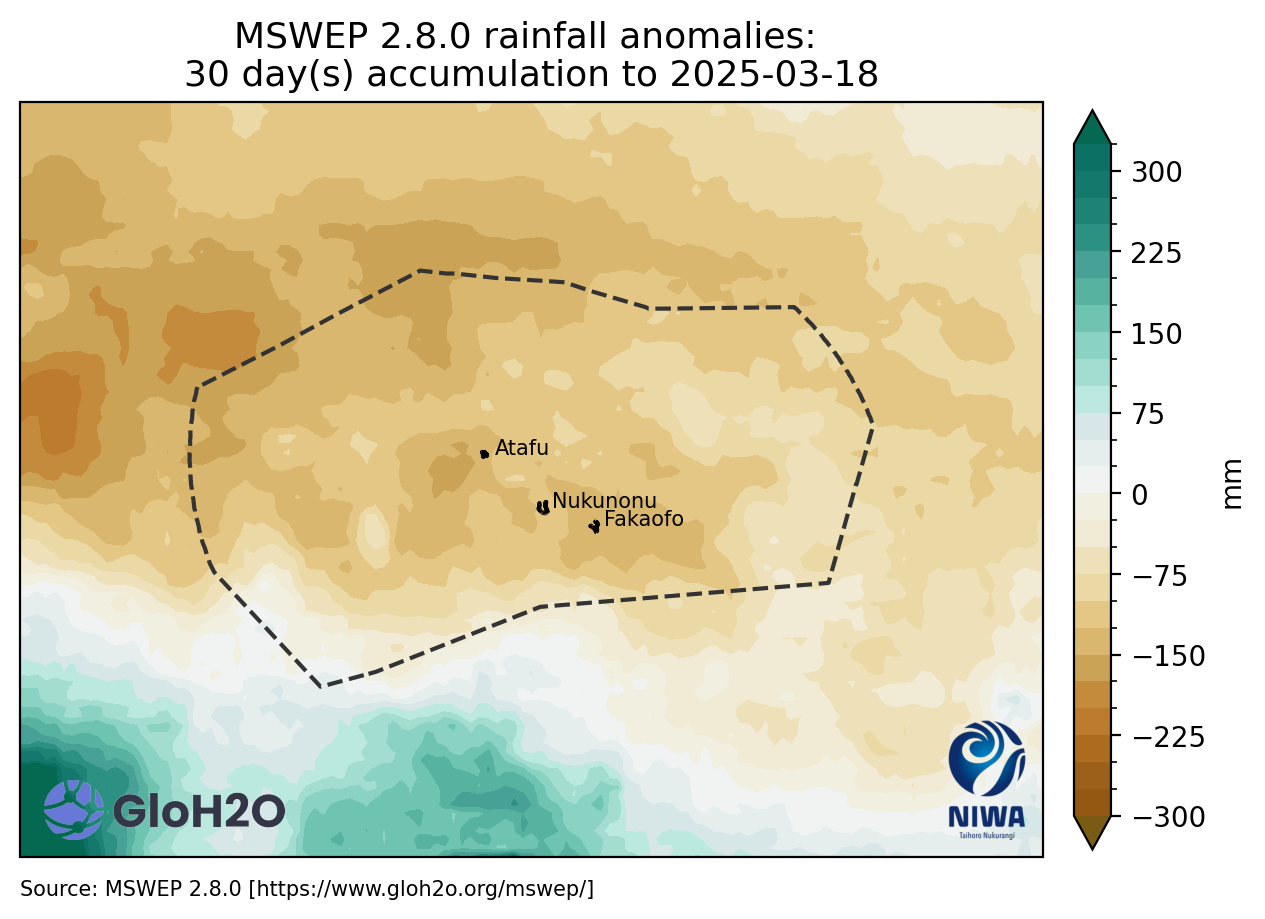 MSWEP 2.8.0 rainfall anomalies:
30 day(s) accumulation to 2025-03-18
300
225
150
75
0
−75
−150
−225
−300
mm
Atafu
Nukunonu
Fakaofo
GloH2O
NIWA
Taihoro Nukurangi
Source: MSWEP 2.8.0 [https://www.gloh2o.org/mswep/]